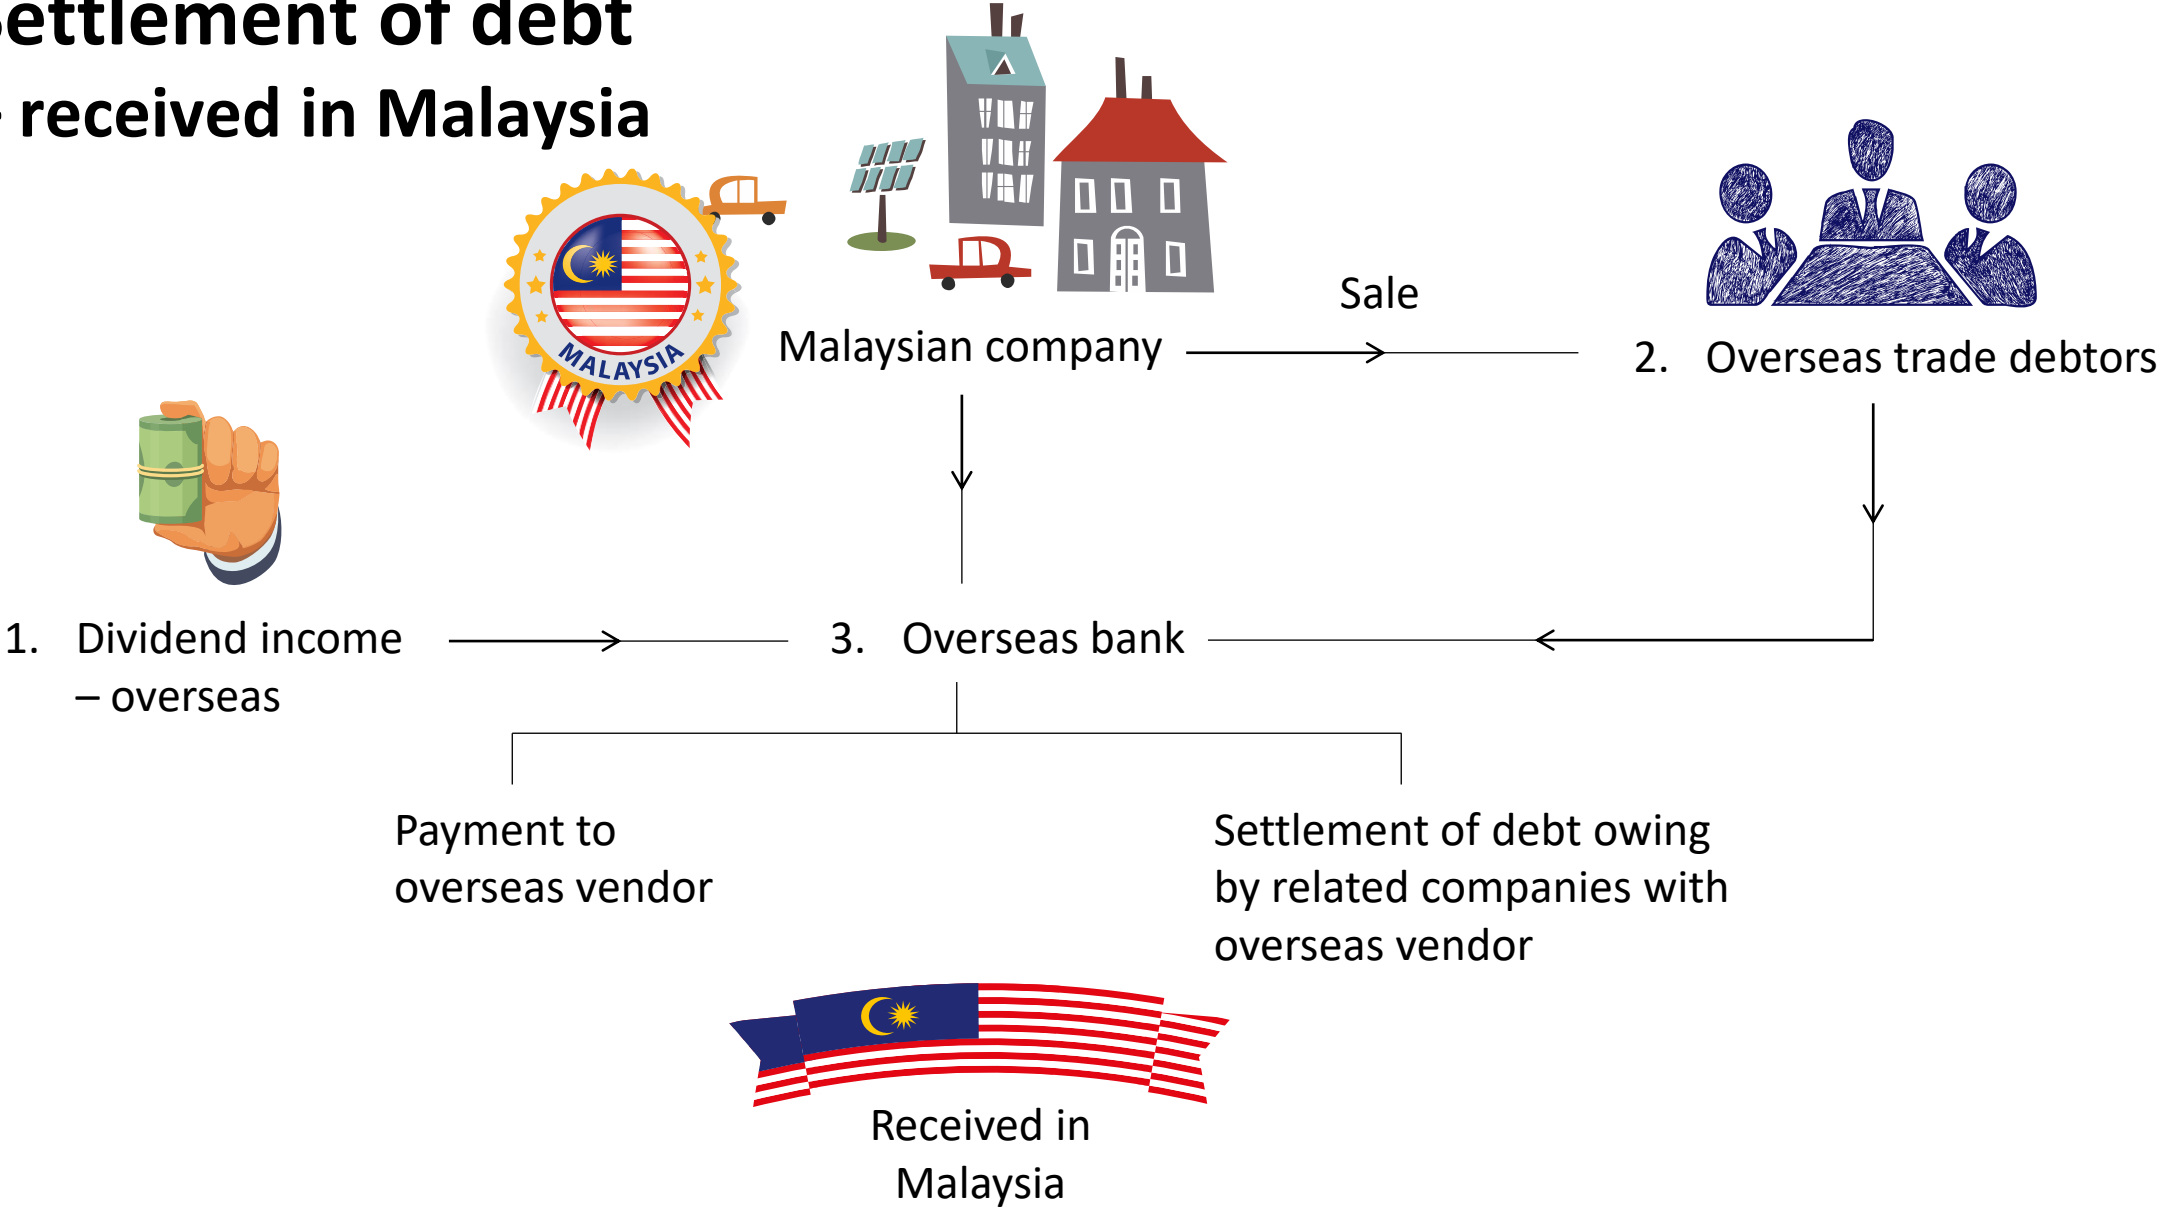 Settlement of debt
– received in Malaysia
MALAYSIA
Malaysian company
Sale
2. Overseas trade debtors
1. Dividend income
– overseas
3. Overseas bank
Payment to
overseas vendor
Settlement of debt owing
by related companies with
overseas vendor
Received in
Malaysia